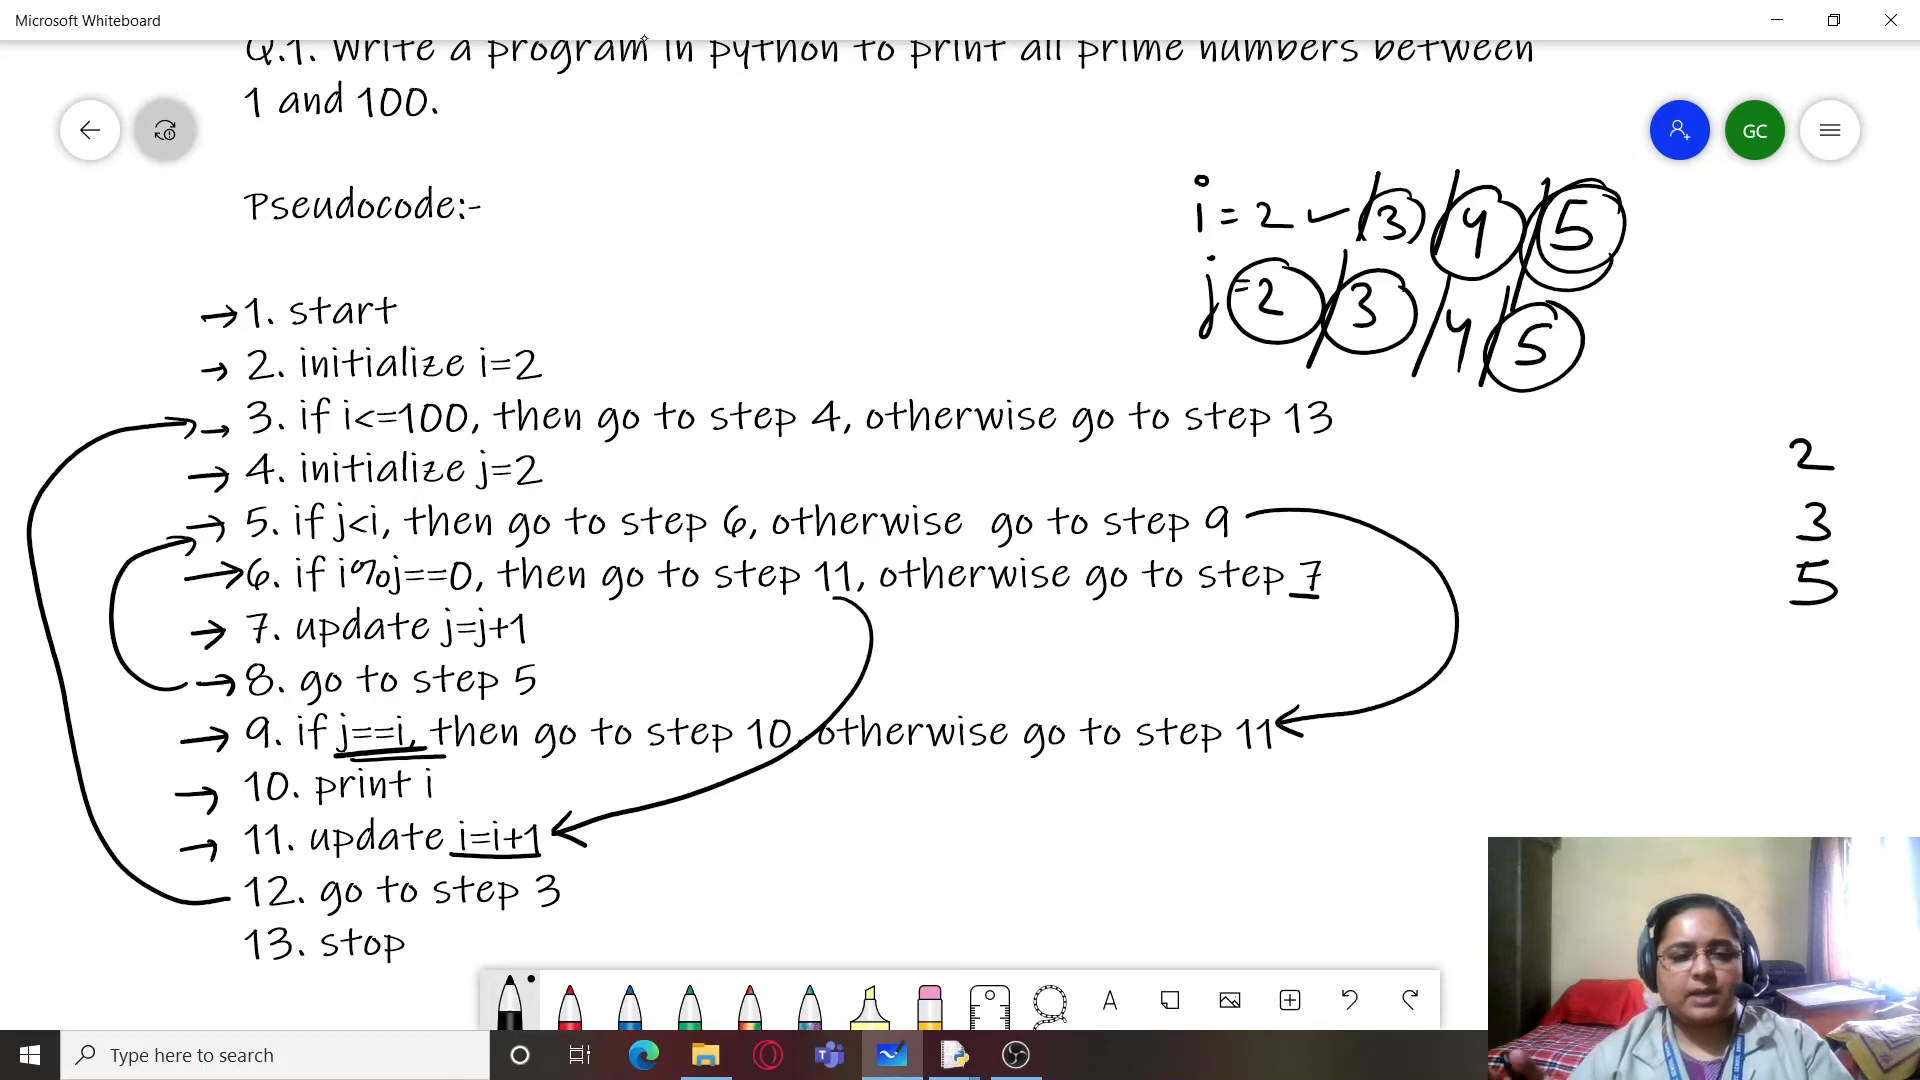 Microsoft Whiteboard
Q.1. Write a program in python to print all prime numbers between
1 and 100.
GC
Pseudocode:-
i = 2 ✓ 3 4 5
j = 2 3 4 5
→ 1. start
→ 2. initialize i=2
→ 3. if i<=100, then go to step 4, otherwise go to step 13
→ 4. initialize j=2
→ 5. if j<i, then go to step 6, otherwise go to step 9
→ 6. if i%j==0, then go to step 11, otherwise go to step 7
→ 7. update j=j+1
→ 8. go to step 5
→ 9. if j==i, then go to step 10, otherwise go to step 11
→ 10. print i
→ 11. update i=i+1
12. go to step 3
13. stop
2
3
5
A
Type here to search